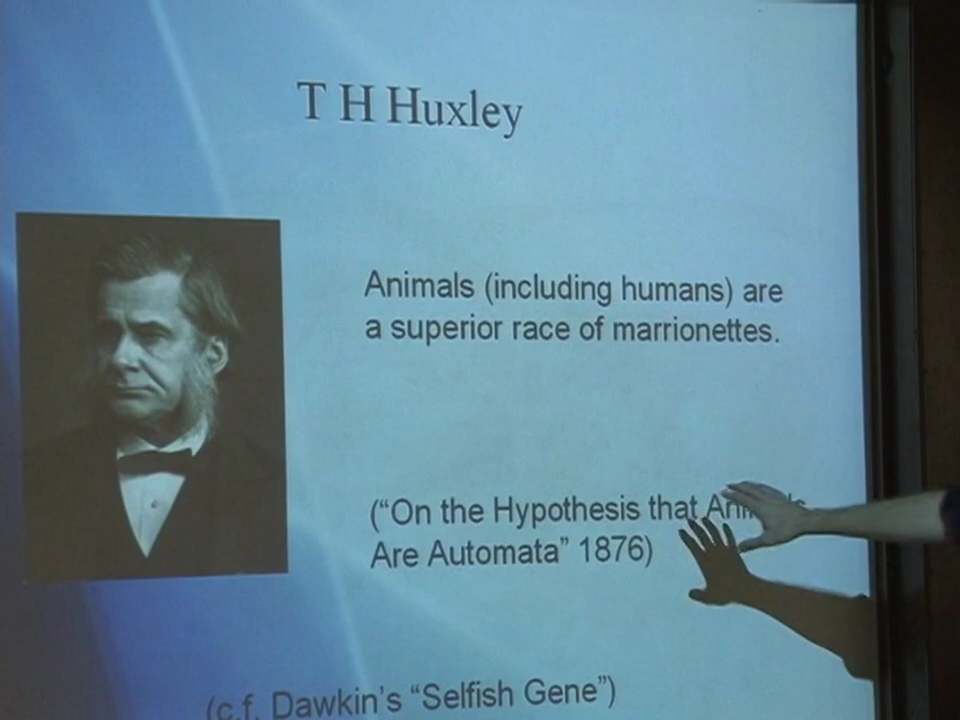 T H Huxley
Animals (including humans) are
a superior race of marrionettes.
(“On the Hypothesis that
Are Automata” 1876)
(c.f. Dawkin’s “Selfish Gene”)